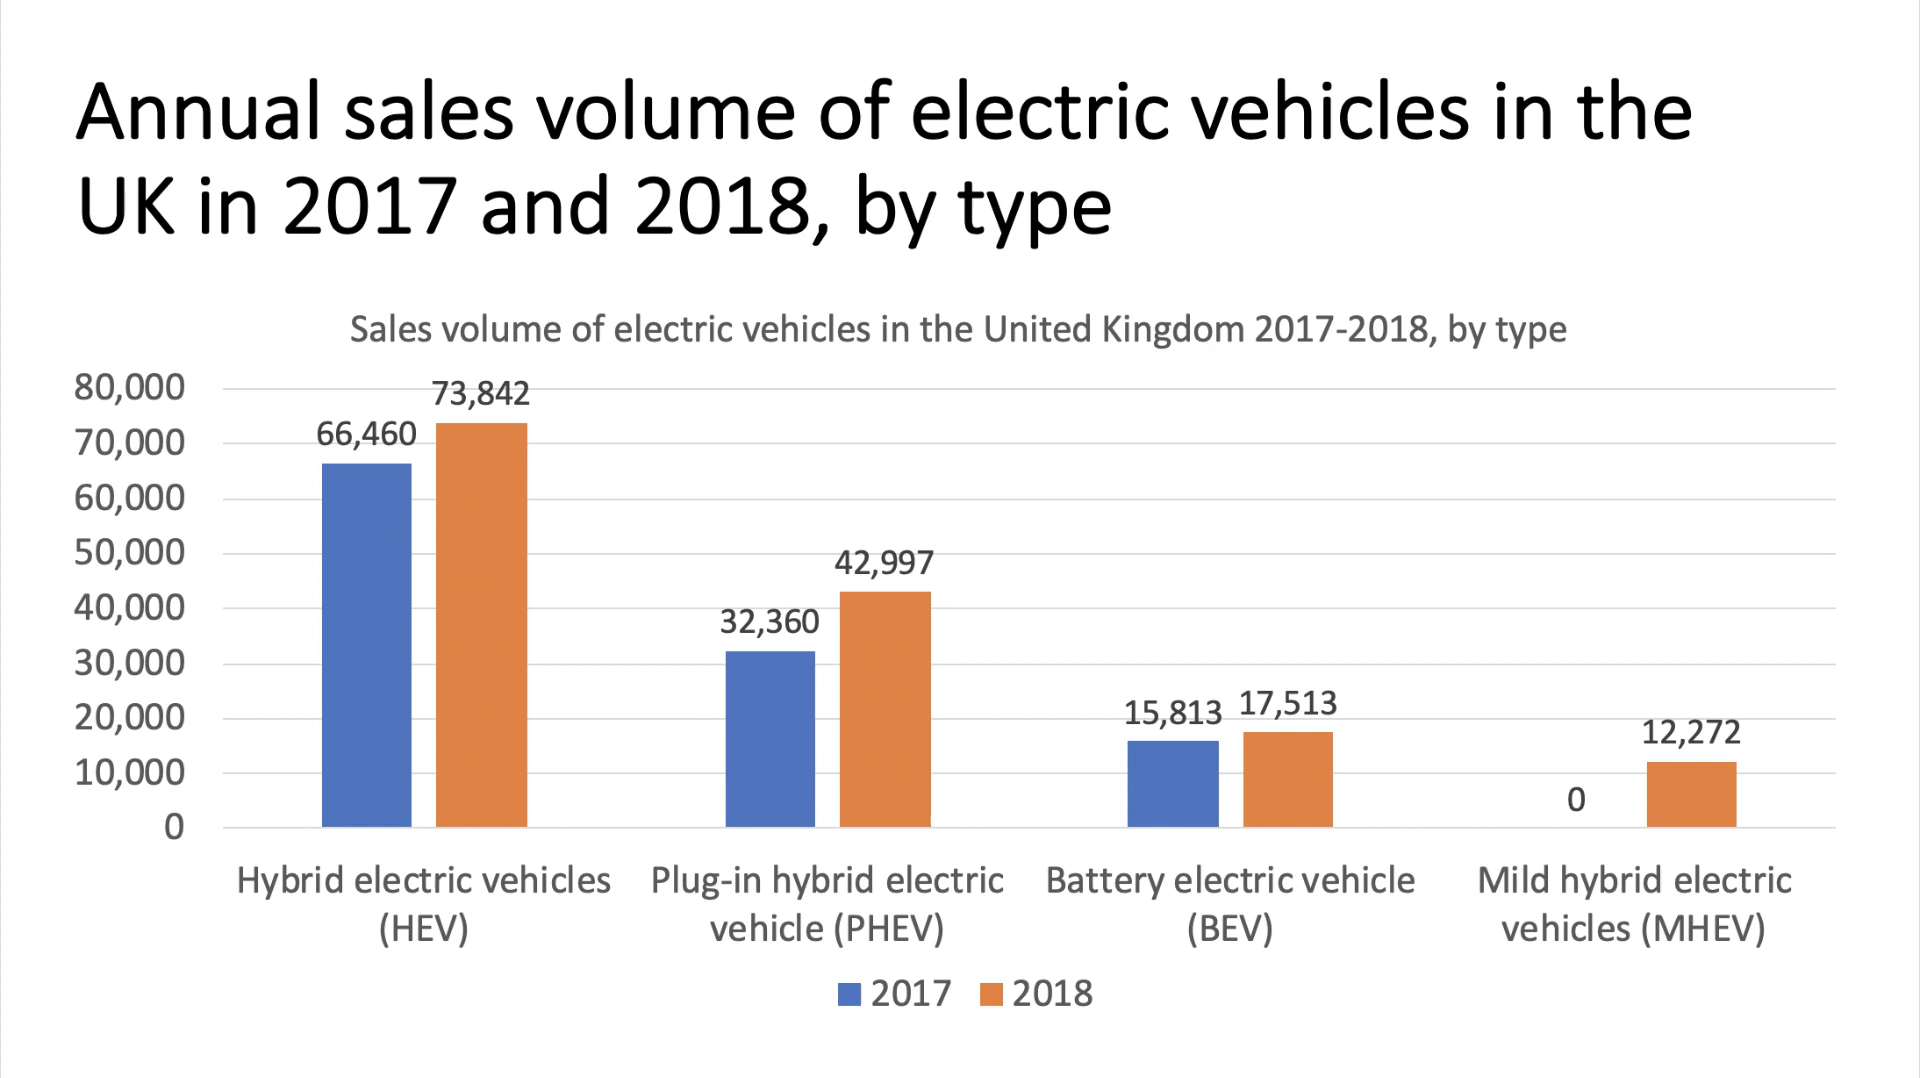 Annual sales volume of electric vehicles in the
UK in 2017 and 2018, by type
Sales volume of electric vehicles in the United Kingdom 2017-2018, by type
80,000
70,000
60,000
50,000
40,000
30,000
20,000
10,000
0
66,460
73,842
32,360
42,997
15,813
17,513
0
12,272
Hybrid electric vehicles
(HEV)
Plug-in hybrid electric
vehicle (PHEV)
Battery electric vehicle
(BEV)
Mild hybrid electric
vehicles (MHEV)
2017 2018